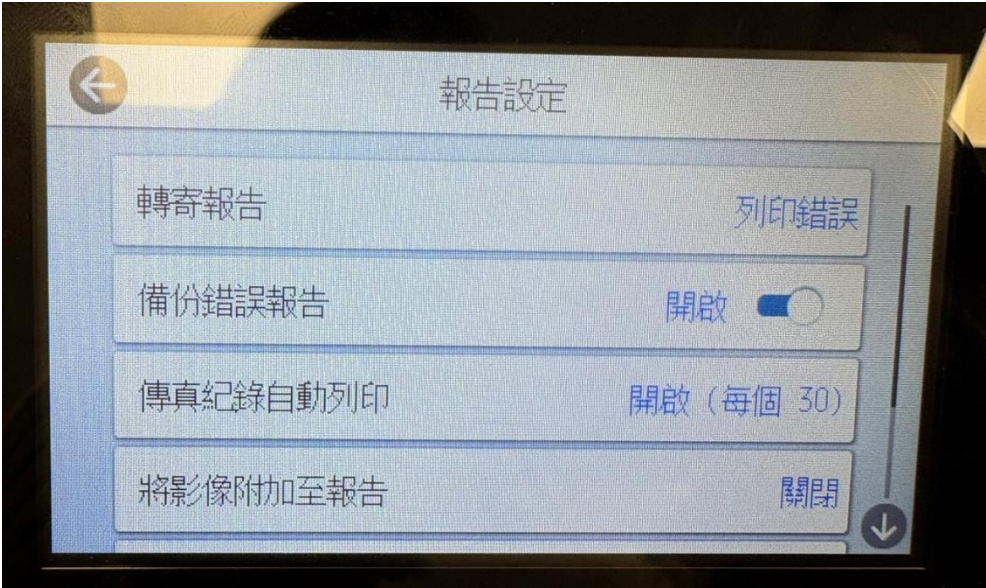 報告設定
轉寄報告 列印錯誤
備份錯誤報告 開啟
傳真紀錄自動列印 開啟（每個 30）
將影像附加至報告 關閉